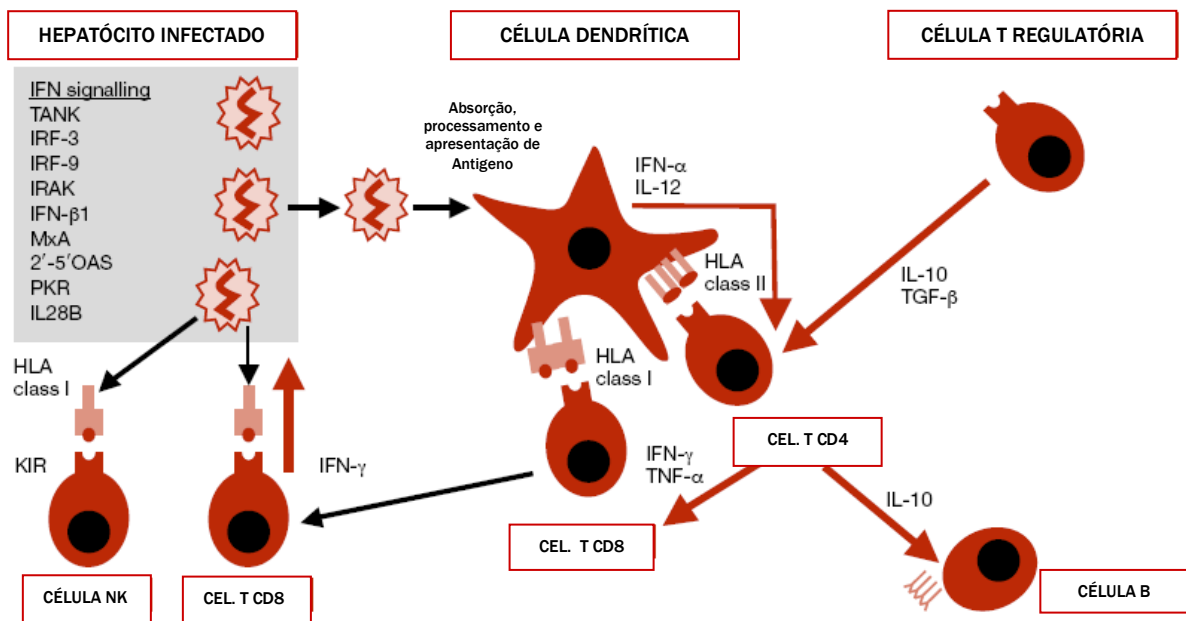 HEPATÓCITO INFECTADO
CÉLULA DENDRÍTICA
CÉLULA T REGULATÓRIA
IFN signalling
TANK
IRF-3
IRF-9
IRAK
IFN-β1
MxA
2′-5′OAS
PKR
IL28B
Absorção,
processamento e
apresentação de
Antigeno
IFN-α
IL-12
HLA
class II
IL-10
TGF-β
HLA
class I
HLA
class I
KIR
IFN-γ
IFN-γ
TNF-α
CEL. T CD4
IL-10
CEL. T CD8
CÉLULA NK
CEL. T CD8
CÉLULA B